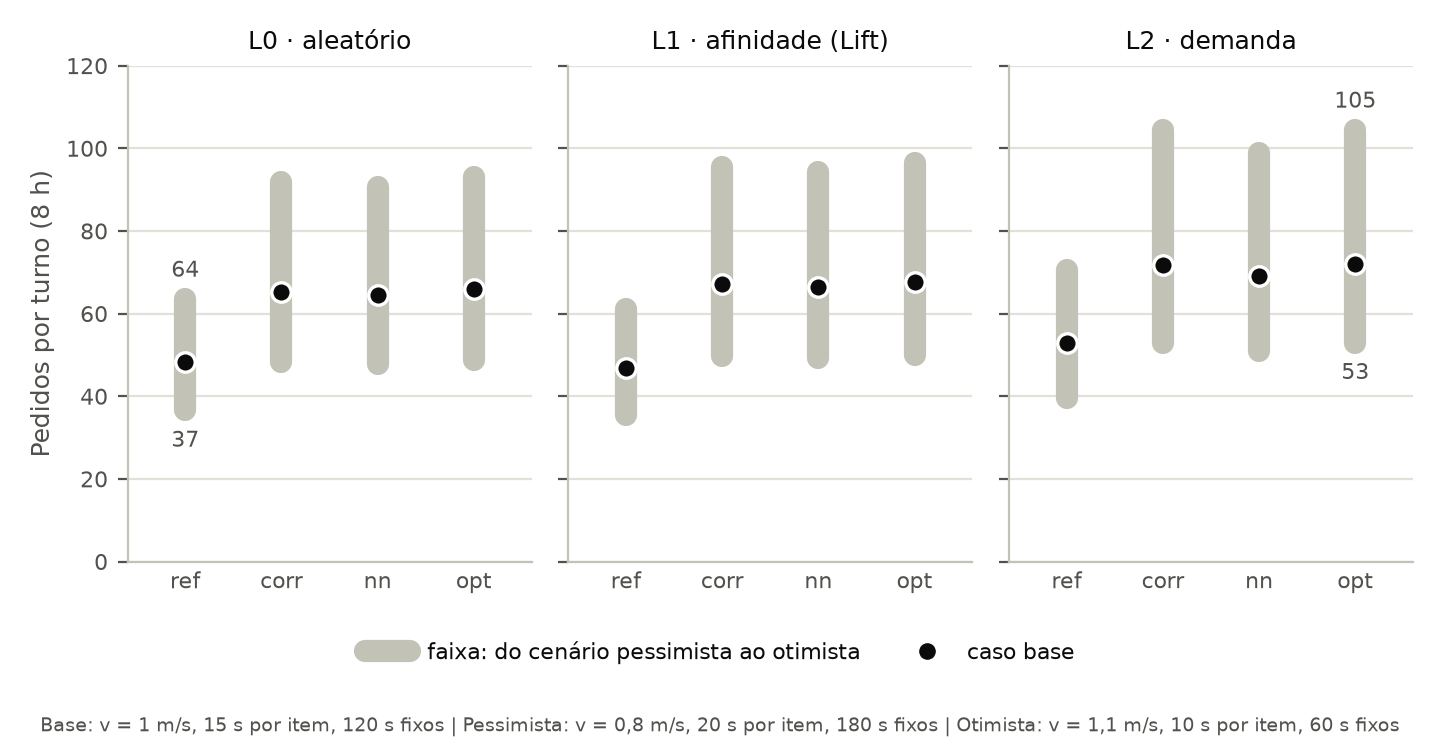 L0 · aleatório
L1 · afinidade (Lift)
L2 · demanda
Pedidos por turno (8 h)
120
100
80
60
40
20
0
64
37
105
53
ref corr nn opt
ref corr nn opt
ref corr nn opt
faixa: do cenário pessimista ao otimista
caso base
Base: v = 1 m/s, 15 s por item, 120 s fixos | Pessimista: v = 0,8 m/s, 20 s por item, 180 s fixos | Otimista: v = 1,1 m/s, 10 s por item, 60 s fixos